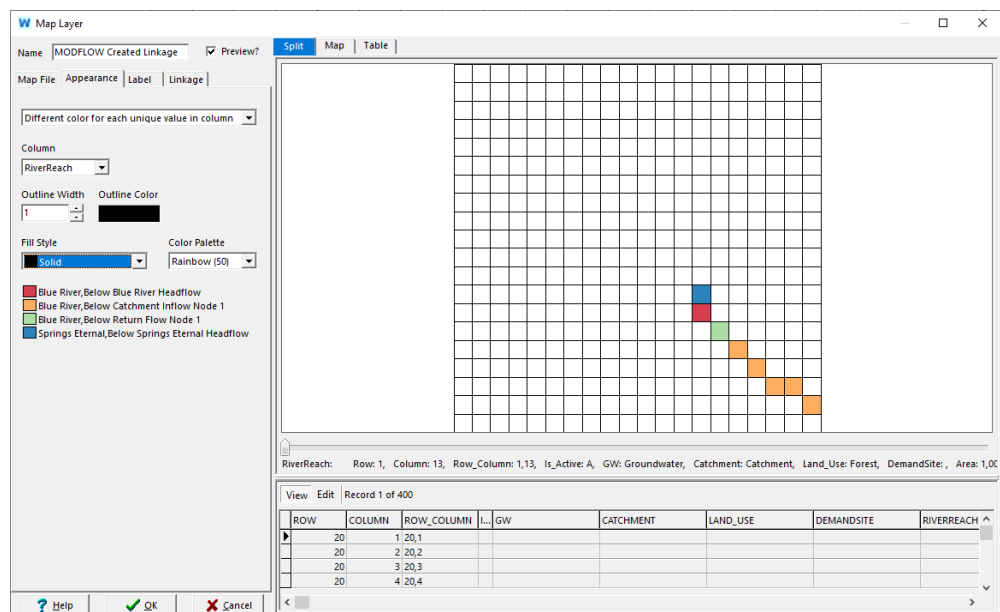 W Map Layer
Name MODFLOW Created Linkage Preview?
Map File Appearance Label Linkage
Different color for each unique value in column
Column
RiverReach
Outline Width Outline Color
1
Fill Style Color Palette
Solid Rainbow (50)
Blue River,Below Blue River Headflow
Blue River,Below Catchment Inflow Node 1
Blue River,Below Return Flow Node 1
Springs Eternal,Below Springs Eternal Headflow
? Help OK Cancel
Split Map Table
RiverReach: Row: 1, Column: 13, Row_Column: 1,13, Is_Active: A, GW: Groundwater, Catchment: Catchment, Land_Use: Forest, DemandSite: , Area: 1,00
View Edit Record 1 of 400
ROW COLUMN ROW_COLUMN I... GW CATCHMENT LAND_USE DEMANDSITE RIVERREACH
20 1 20,1
20 2 20,2
20 3 20,3
20 4 20,4